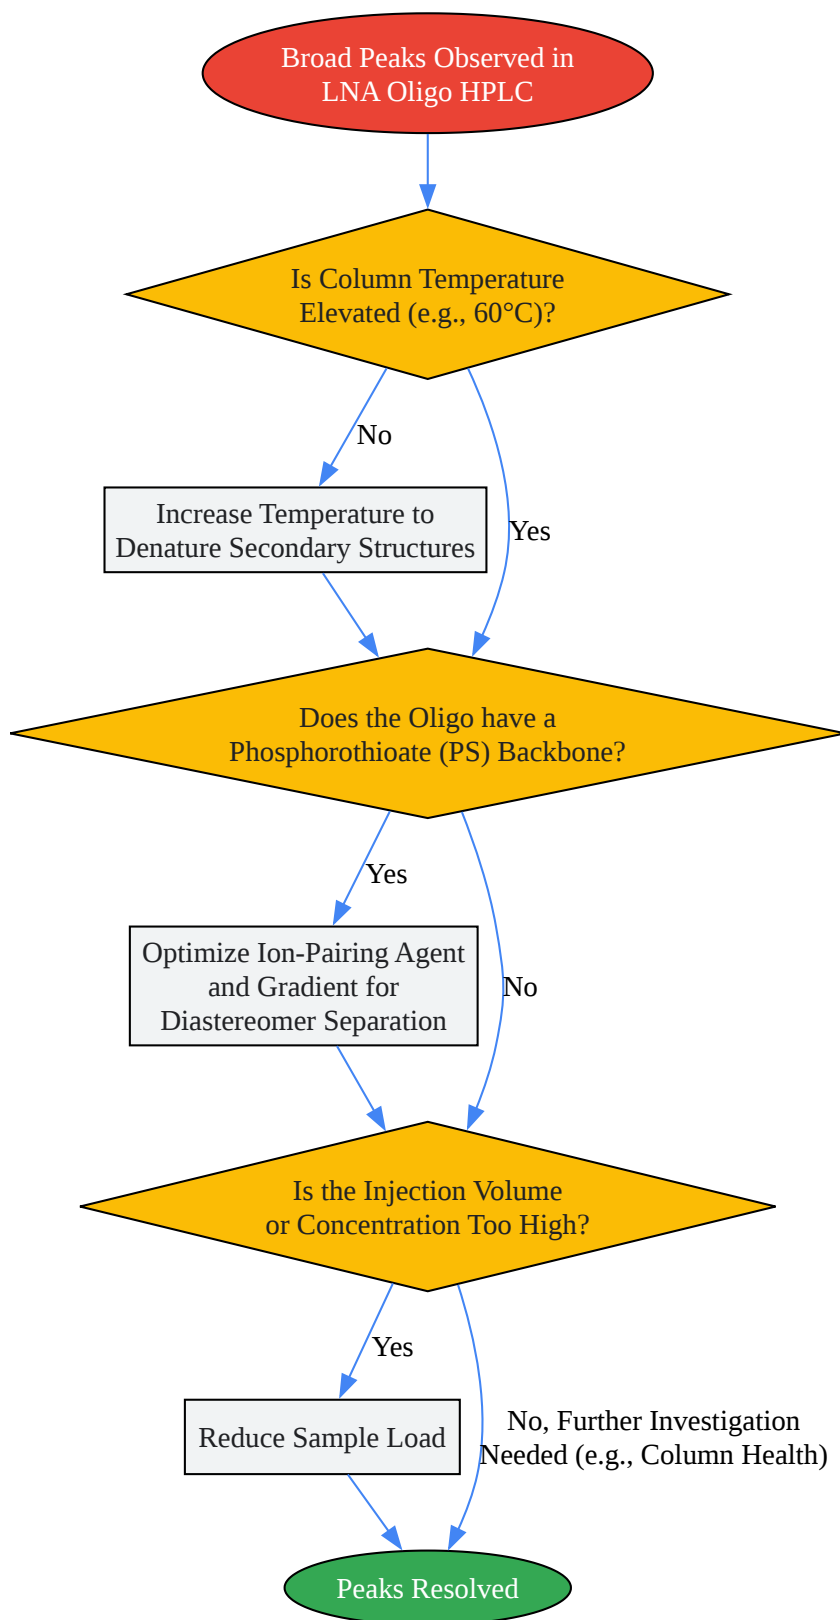 Broad Peaks Observed in
LNA Oligo HPLC
Is Column Temperature
Elevated (e.g., 60°C)?
No
Increase Temperature to
Denature Secondary Structures
Yes
Does the Oligo have a
Phosphorothioate (PS) Backbone?
Yes
Optimize Ion-Pairing Agent
and Gradient for
Diastereomer Separation
No
Is the Injection Volume
or Concentration Too High?
Yes
Reduce Sample Load
No, Further Investigation
Needed (e.g., Column Health)
Peaks Resolved